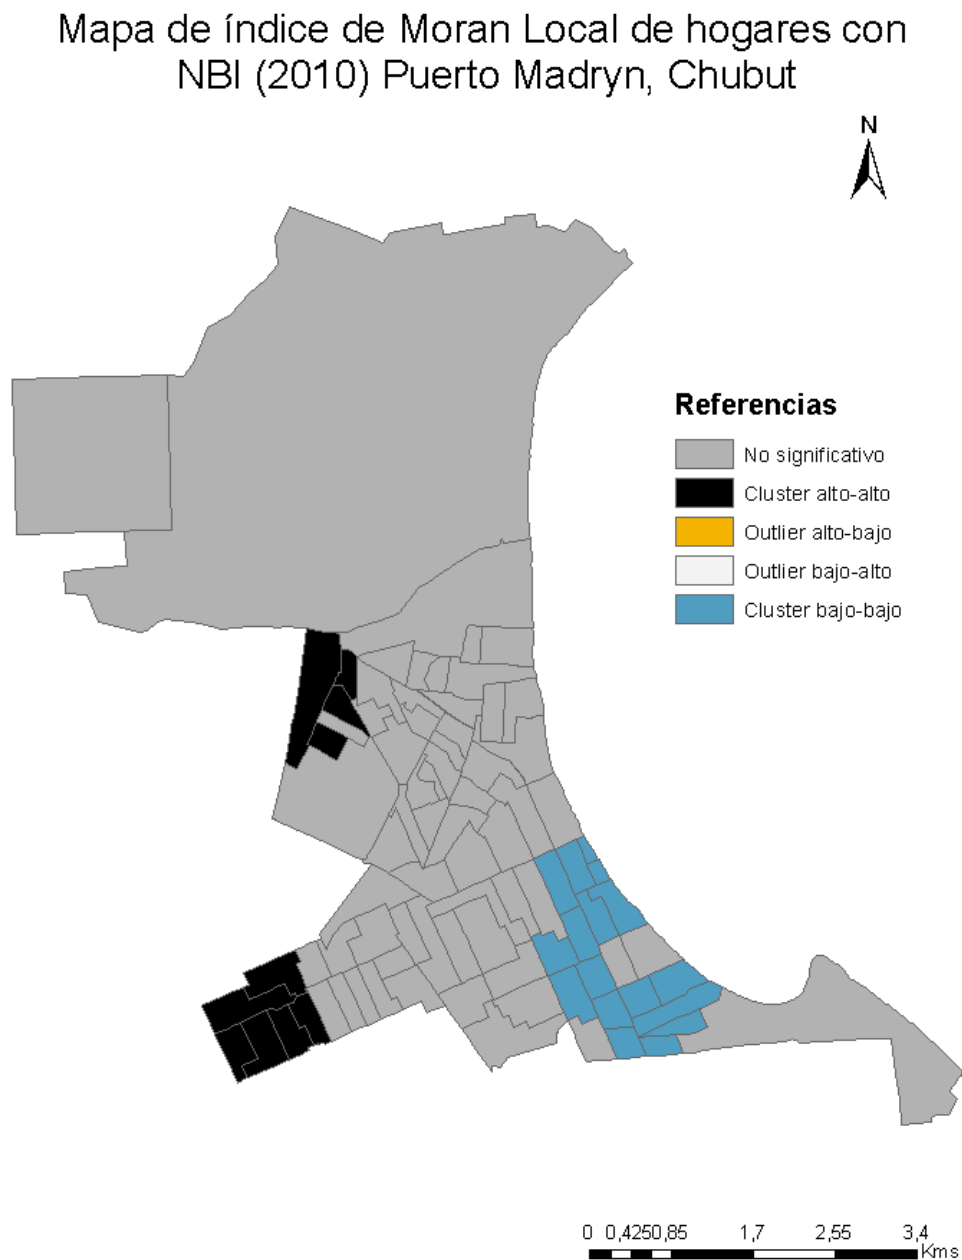 Mapa de índice de Moran Local de hogares con
NBI (2010) Puerto Madryn, Chubut
N
Referencias
No significativo
Cluster alto-alto
Outlier alto-bajo
Outlier bajo-alto
Cluster bajo-bajo
0 0,425 0,85 1,7 2,55 3,4
Kms